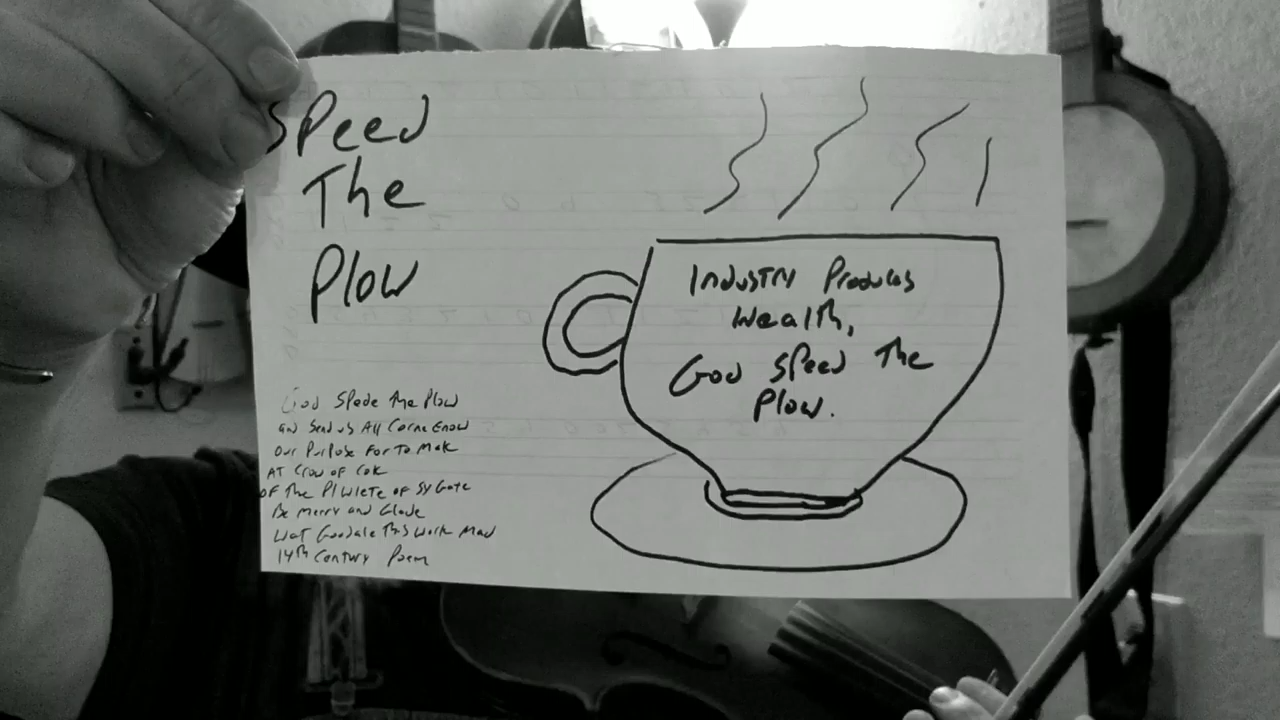 Speed
The
Plow
Industry Produces
Wealth,
God Speed The
Plow.
God Spede the Plow
and Send us All Corne Enow
Our Purpose for To Mak
AT Crow of Cok
Of The Plwlete of Sygate
Be Merry and Glade
Wat Goodale This Work Mad
14th Century Poem